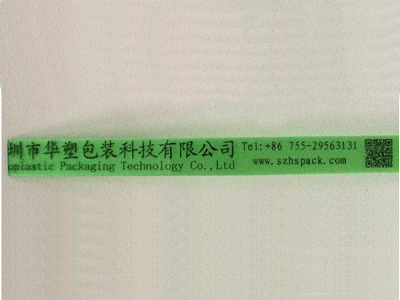 圳市华塑包装科技有限公司
oplastic Packaging Technology Co.,Ltd
Tel:+86 755-29563131
www.szhspack.com